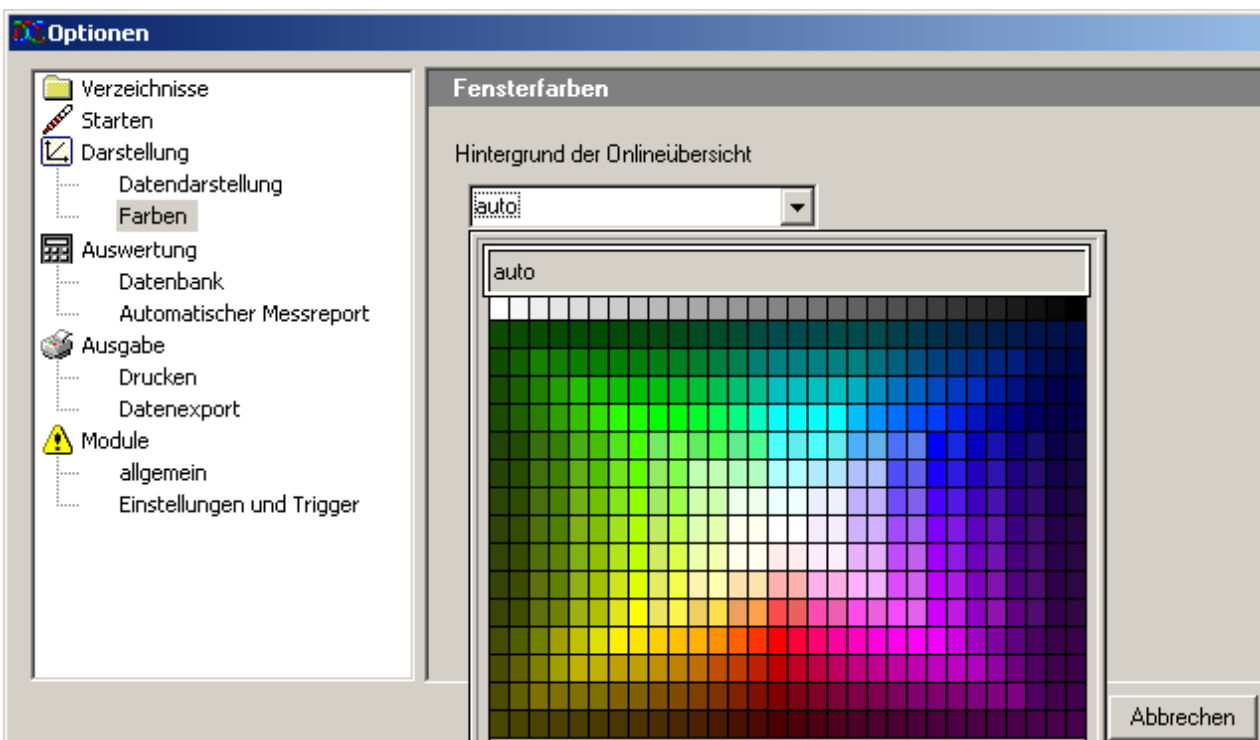 Optionen
Verzeichnisse
Starten
Darstellung
Datendarstellung
Farben
Auswertung
Datenbank
Automatischer Messreport
Ausgabe
Drucken
Datenexport
Module
allgemein
Einstellungen und Trigger
Fensterfarben
Hintergrund der Onlineübersicht
auto
auto
Abbrechen